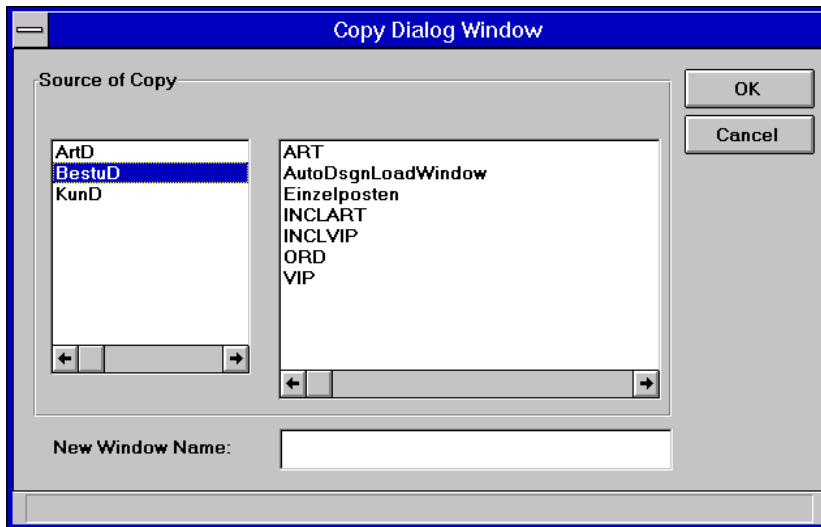 Copy Dialog Window
Source of Copy
OK
Cancel
ArtD
BestuD
KunD
ART
AutoDsgnLoadWindow
Einzelposten
INCLART
INCLVIP
ORD
VIP
New Window Name: